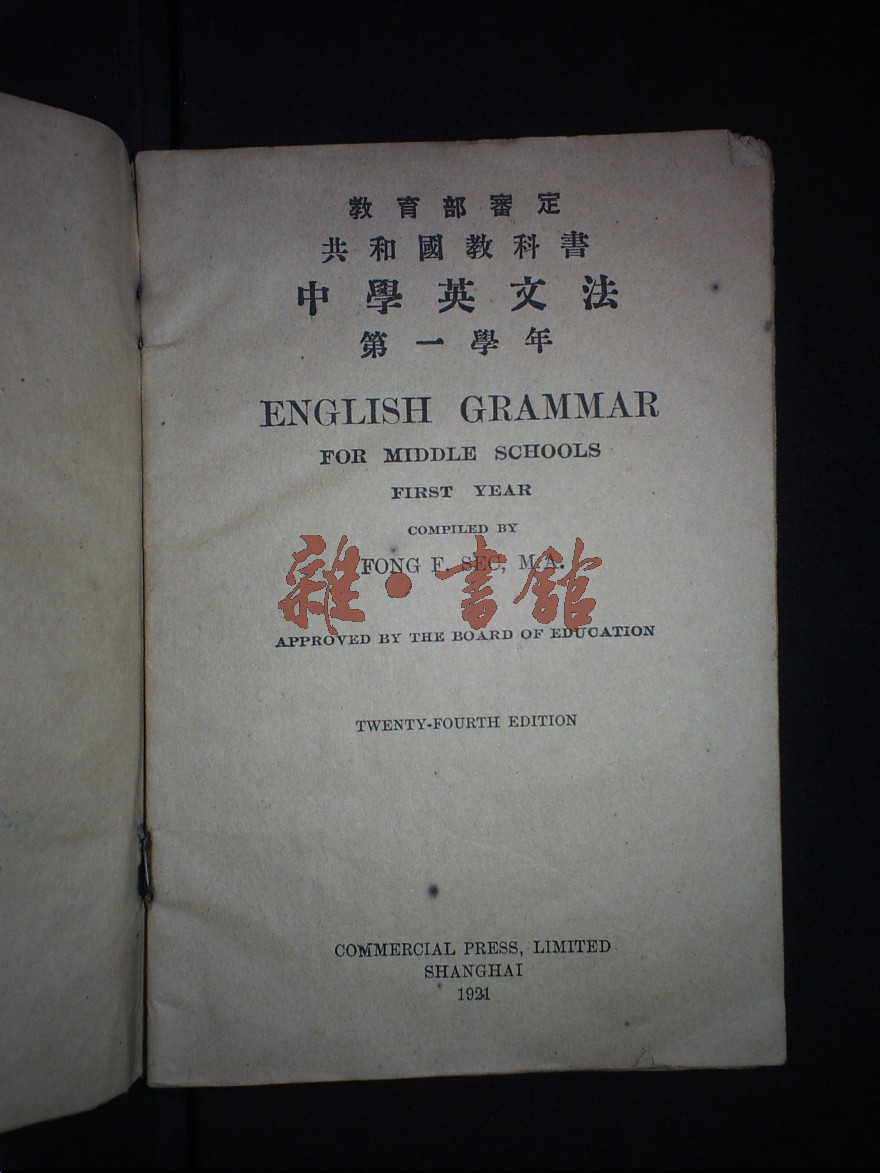 教育部審定
共和國教科書
中學英文法
第一學年
ENGLISH GRAMMAR
FOR MIDDLE SCHOOLS
FIRST YEAR
COMPILED BY
FONG F. SEC, M.A.
雜·書館
APPROVED BY THE BOARD OF EDUCATION
TWENTY-FOURTH EDITION
COMMERCIAL PRESS, LIMITED
SHANGHAI
1921